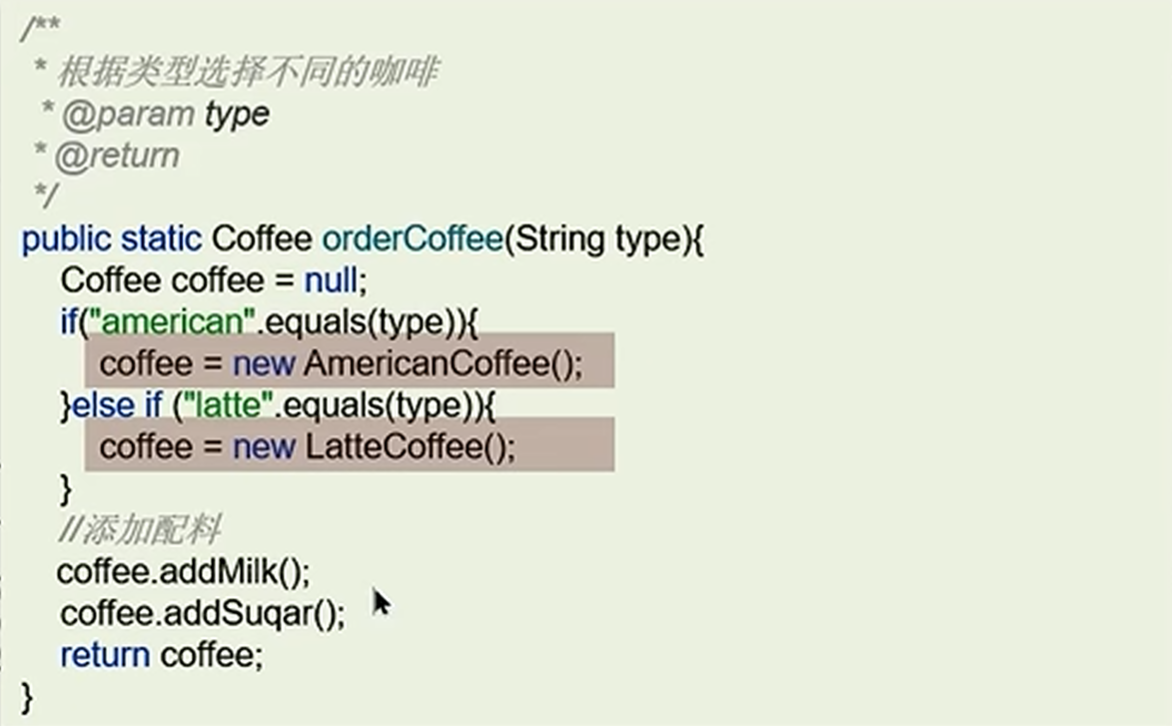 /**
* 根据类型选择不同的咖啡
* @param type
* @return
*/
public static Coffee orderCoffee(String type){
Coffee coffee = null;
if("american".equals(type)){
coffee = new AmericanCoffee();
}else if ("latte".equals(type)){
coffee = new LatteCoffee();
}
//添加配料
coffee.addMilk();
coffee.addSuqar();
return coffee;
}